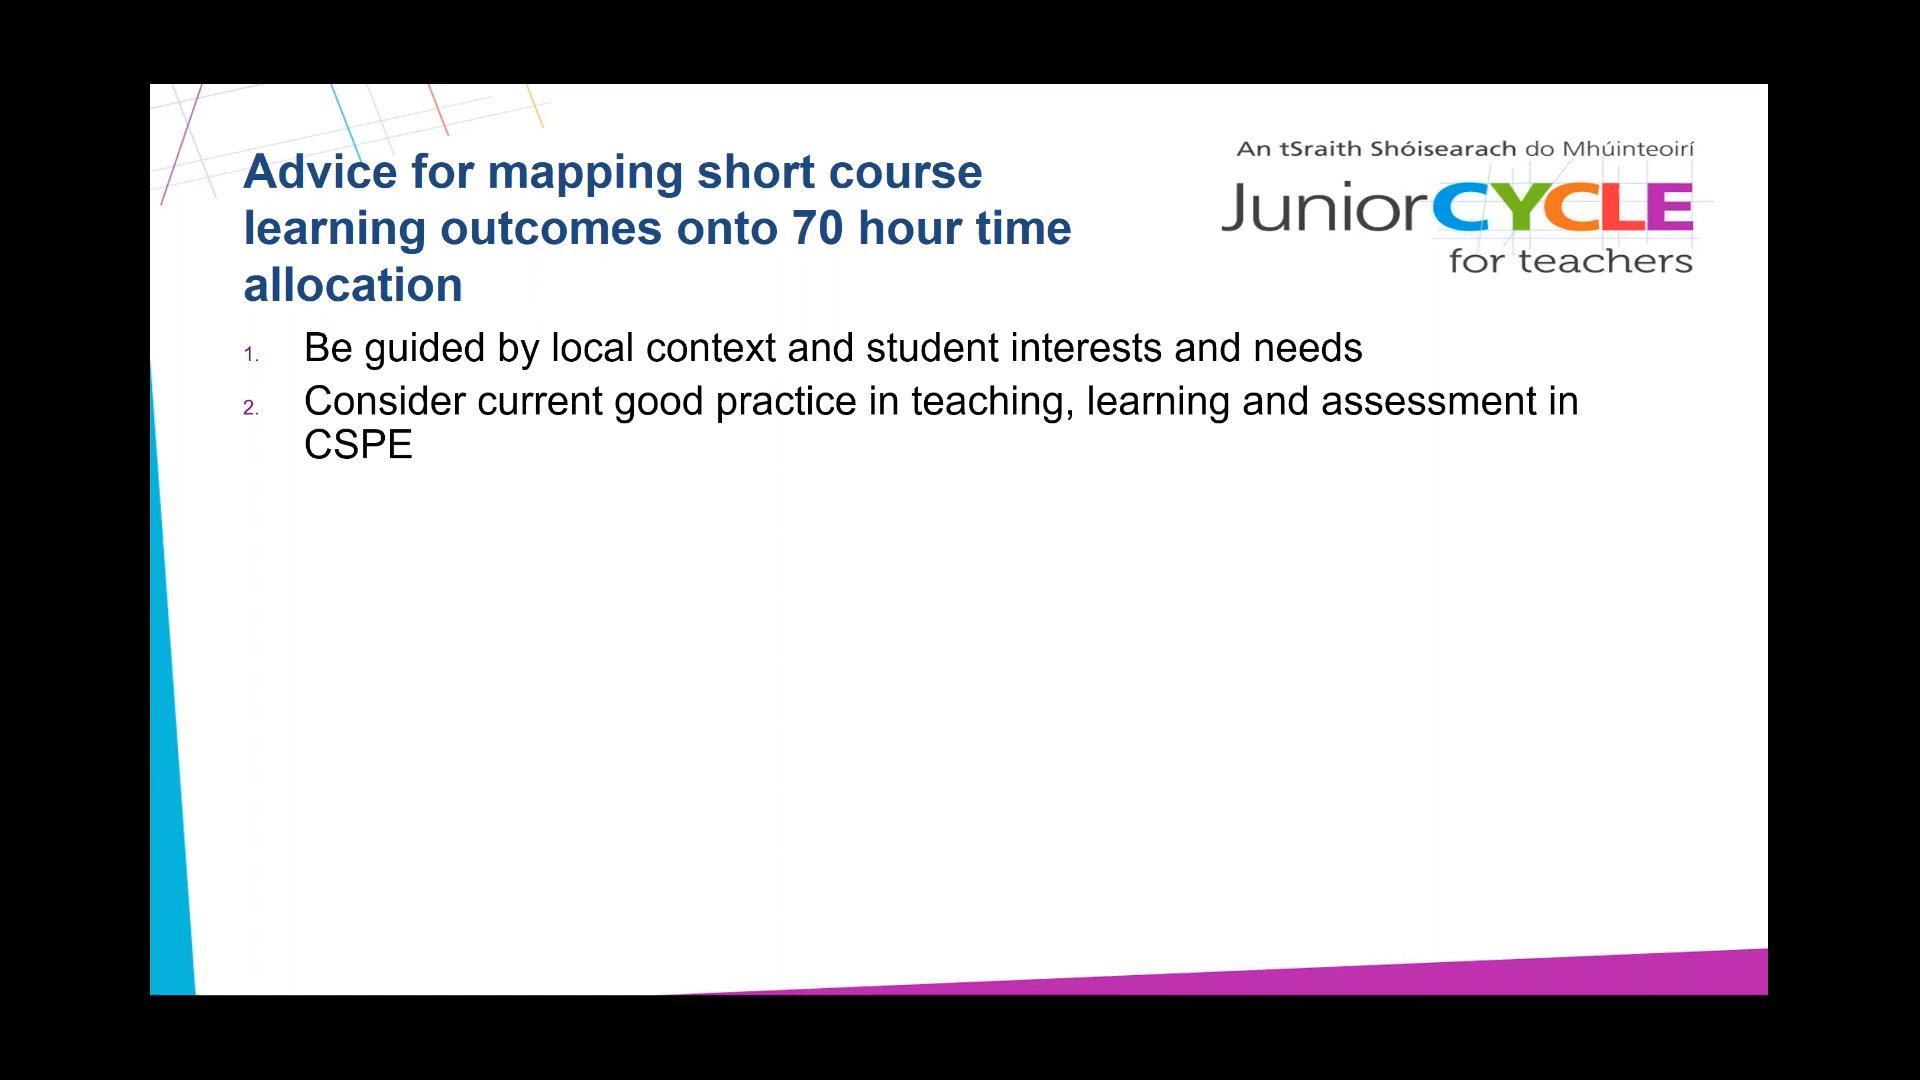 An tSraith Shóisearach do Mhúinteoirí
JuniorCYCLE
for teachers
Advice for mapping short course
learning outcomes onto 70 hour time
allocation
1. Be guided by local context and student interests and needs
2. Consider current good practice in teaching, learning and assessment in
CSPE